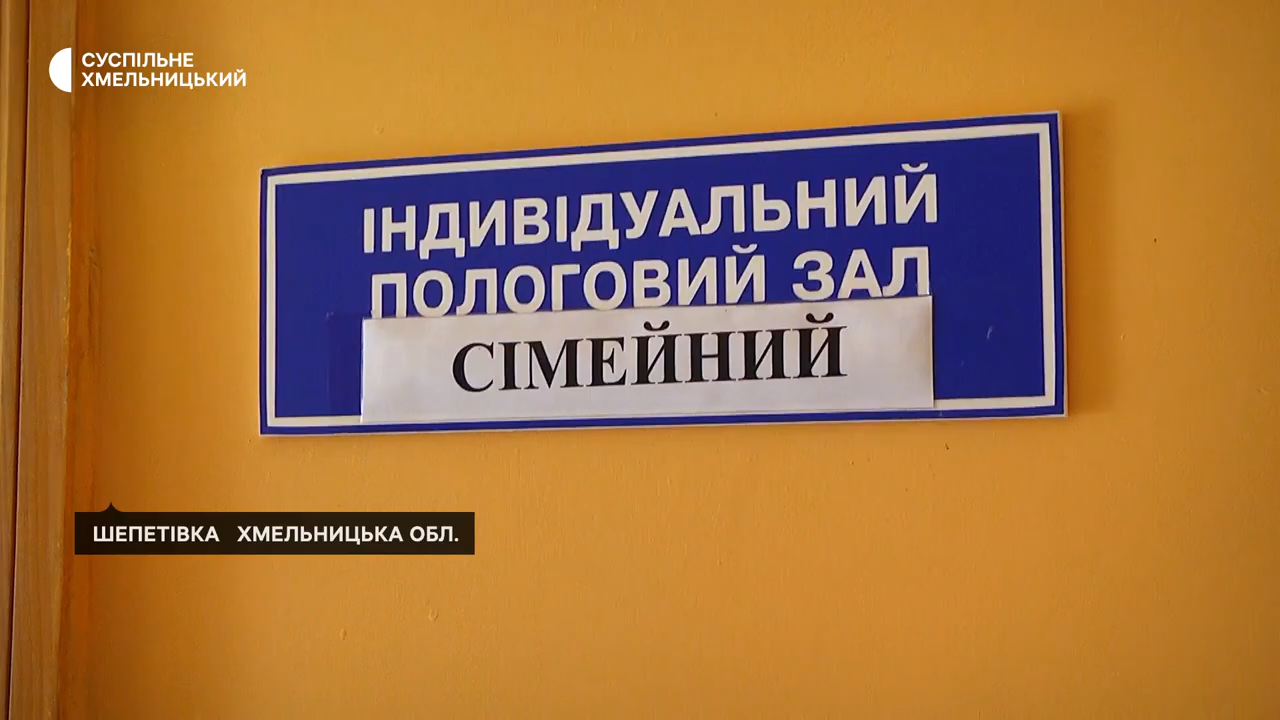 СУСПІЛЬНЕ
ХМЕЛЬНИЦЬКИЙ
ІНДИВІДУАЛЬНИЙ
ПОЛОГОВИЙ ЗАЛ
СІМЕЙНИЙ
ШЕПЕТІВКА ХМЕЛЬНИЦЬКА ОБЛ.